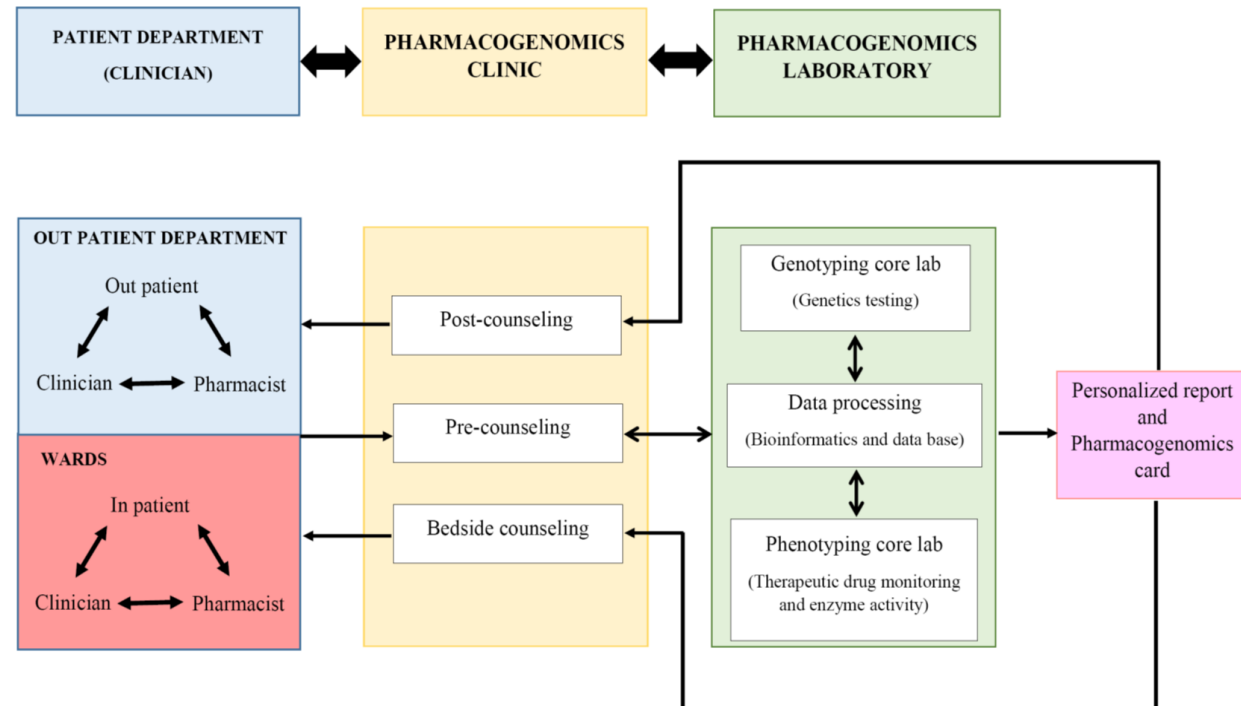 PATIENT DEPARTMENT
(CLINICIAN)
PHARMACOGENOMICS
CLINIC
PHARMACOGENOMICS
LABORATORY
OUT PATIENT DEPARTMENT
Out patient
Clinician
Pharmacist
WARDS
In patient
Clinician
Pharmacist
Post-counseling
Pre-counseling
Bedside counseling
Genotyping core lab
(Genetics testing)
Data processing
(Bioinformatics and data base)
Phenotyping core lab
(Therapeutic drug monitoring
and enzyme activity)
Personalized report
and
Pharmacogenomics
card